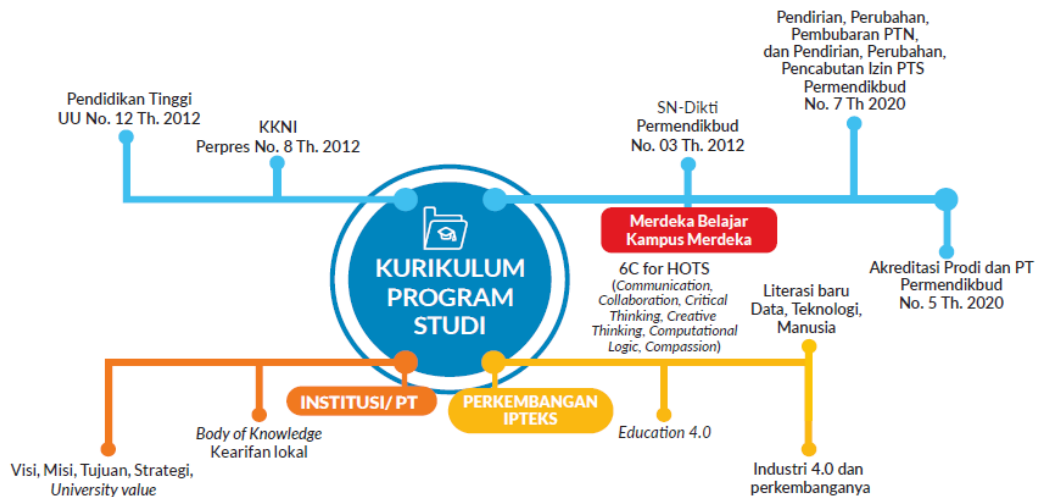 Pendidikan Tinggi
UU No. 12 Th. 2012
KKNI
Perpres No. 8 Th. 2012
SN-Dikti
Permendikbud
No. 03 Th. 2012
Pendirian, Perubahan,
Pembubaran PTN,
dan Pendirian, Perubahan,
Pencabutan Izin PTS
Permendikbud
No. 7 Th 2020
Merdeka Belajar
Kampus Merdeka
Akreditasi Prodi dan PT
Permendikbud
No. 5 Th. 2020
KURIKULUM
PROGRAM
STUDI
6C for HOTS
(Communication,
Collaboration, Critical
Thinking, Creative
Thinking, Computational
Logic, Compassion)
Literasi baru
Data, Teknologi,
Manusia
INSTITUSI/ PT
PERKEMBANGAN
IPTEKS
Body of Knowledge
Kearifan lokal
Education 4.0
Visi, Misi, Tujuan, Strategi,
University value
Industri 4.0 dan
perkembanganya